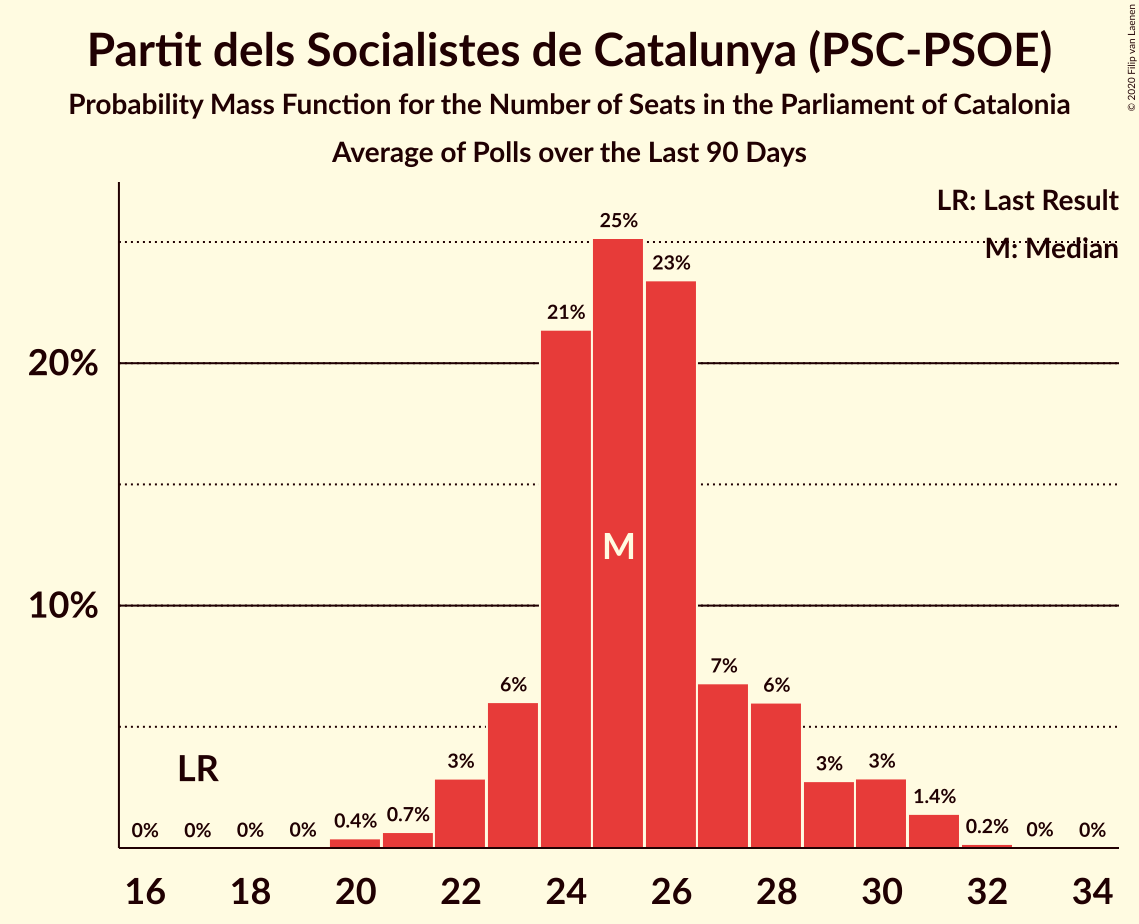 Partit dels Socialistes de Catalunya (PSC-PSOE)
Probability Mass Function for the Number of Seats in the Parliament of Catalonia
Average of Polls over the Last 90 Days
© 2020 Filip van Laenen
LR: Last Result
M: Median
20%
10%
0%
0%
0%
0%
0.4%
0.7%
3%
6%
21%
25%
23%
7%
6%
3%
3%
1.4%
0.2%
0%
0%
LR
M
16 18 20 22 24 26 28 30 32 34